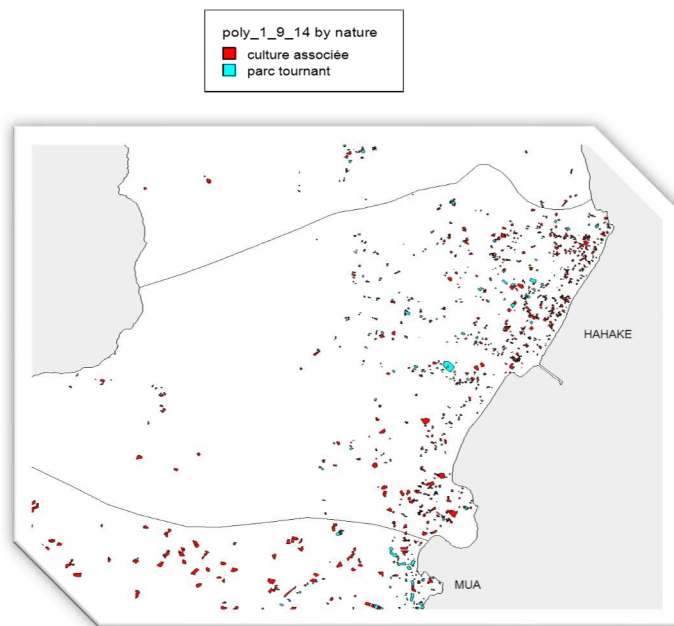 poly_1_9_14 by nature
culture associée
parc tournant
HAHAKE
MUA